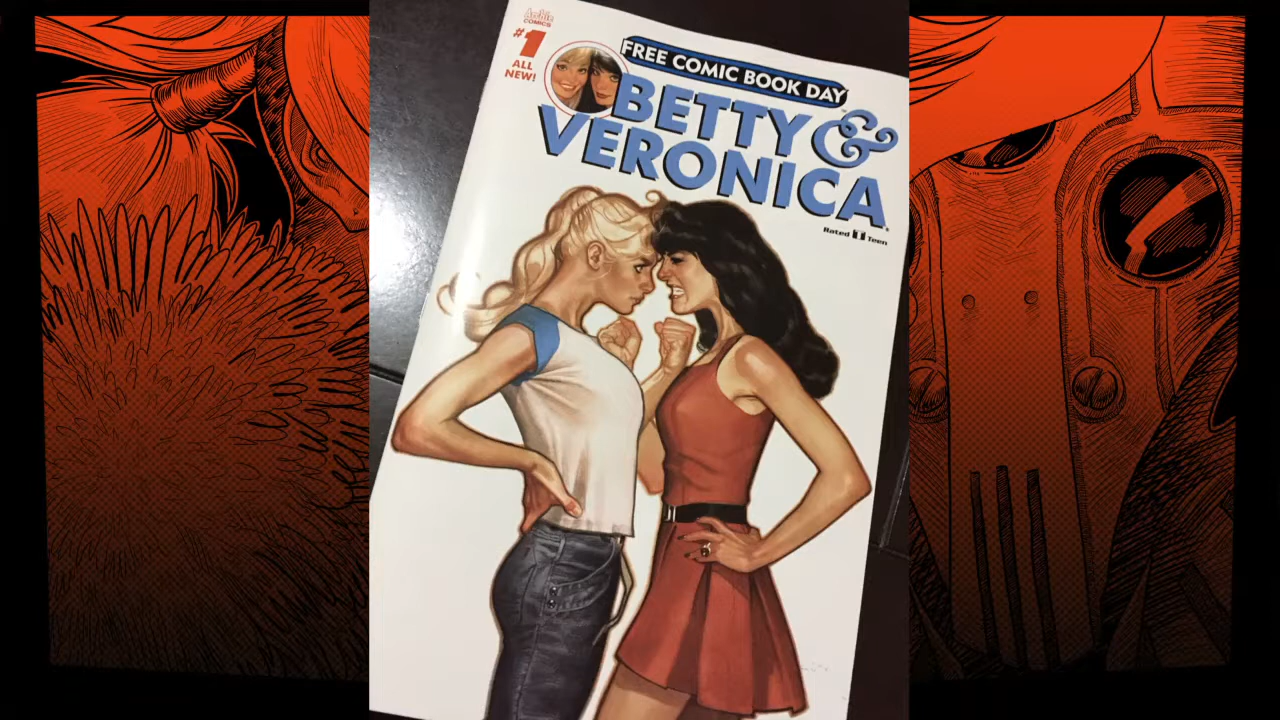 Archie
COMICS
#1
ALL
NEW!
FREE COMIC BOOK DAY
BETTY &
VERONICA
Rated T Teen